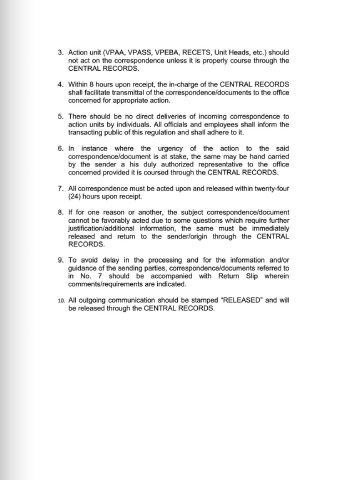 3. Action unit (VPAA, VPASS, VPEBA, RECETS, Unit Heads, etc.) should
not act on the correspondence unless it is properly course through the
CENTRAL RECORDS.
4. Within 8 hours upon receipt, the in-charge of the CENTRAL RECORDS
shall facilitate transmittal of the correspondence/documents to the office
concerned for appropriate action.
5. There should be no direct deliveries of incoming correspondence to
action units by individuals. All officials and employees shall inform the
transacting public of this regulation and shall adhere to it.
6. In instance where the urgency of the action to the said
correspondence/document is at stake, the same may be hand carried
by the sender a his duly authorized representative to the office
concerned provided it is coursed through the CENTRAL RECORDS.
7. All correspondence must be acted upon and released within twenty-four
(24) hours upon receipt.
8. If for one reason or another, the subject correspondence/document
cannot be favorably acted due to some questions which require further
justification/additional information, the same must be immediately
released and return to the sender/origin through the CENTRAL
RECORDS.
9. To avoid delay in the processing and for the information and/or
guidance of the sending parties, correspondence/documents referred to
in No. 7 should be accompanied with Return Slip wherein
comments/requirements are indicated.
10. All outgoing communication should be stamped "RELEASED" and will
be released through the CENTRAL RECORDS.